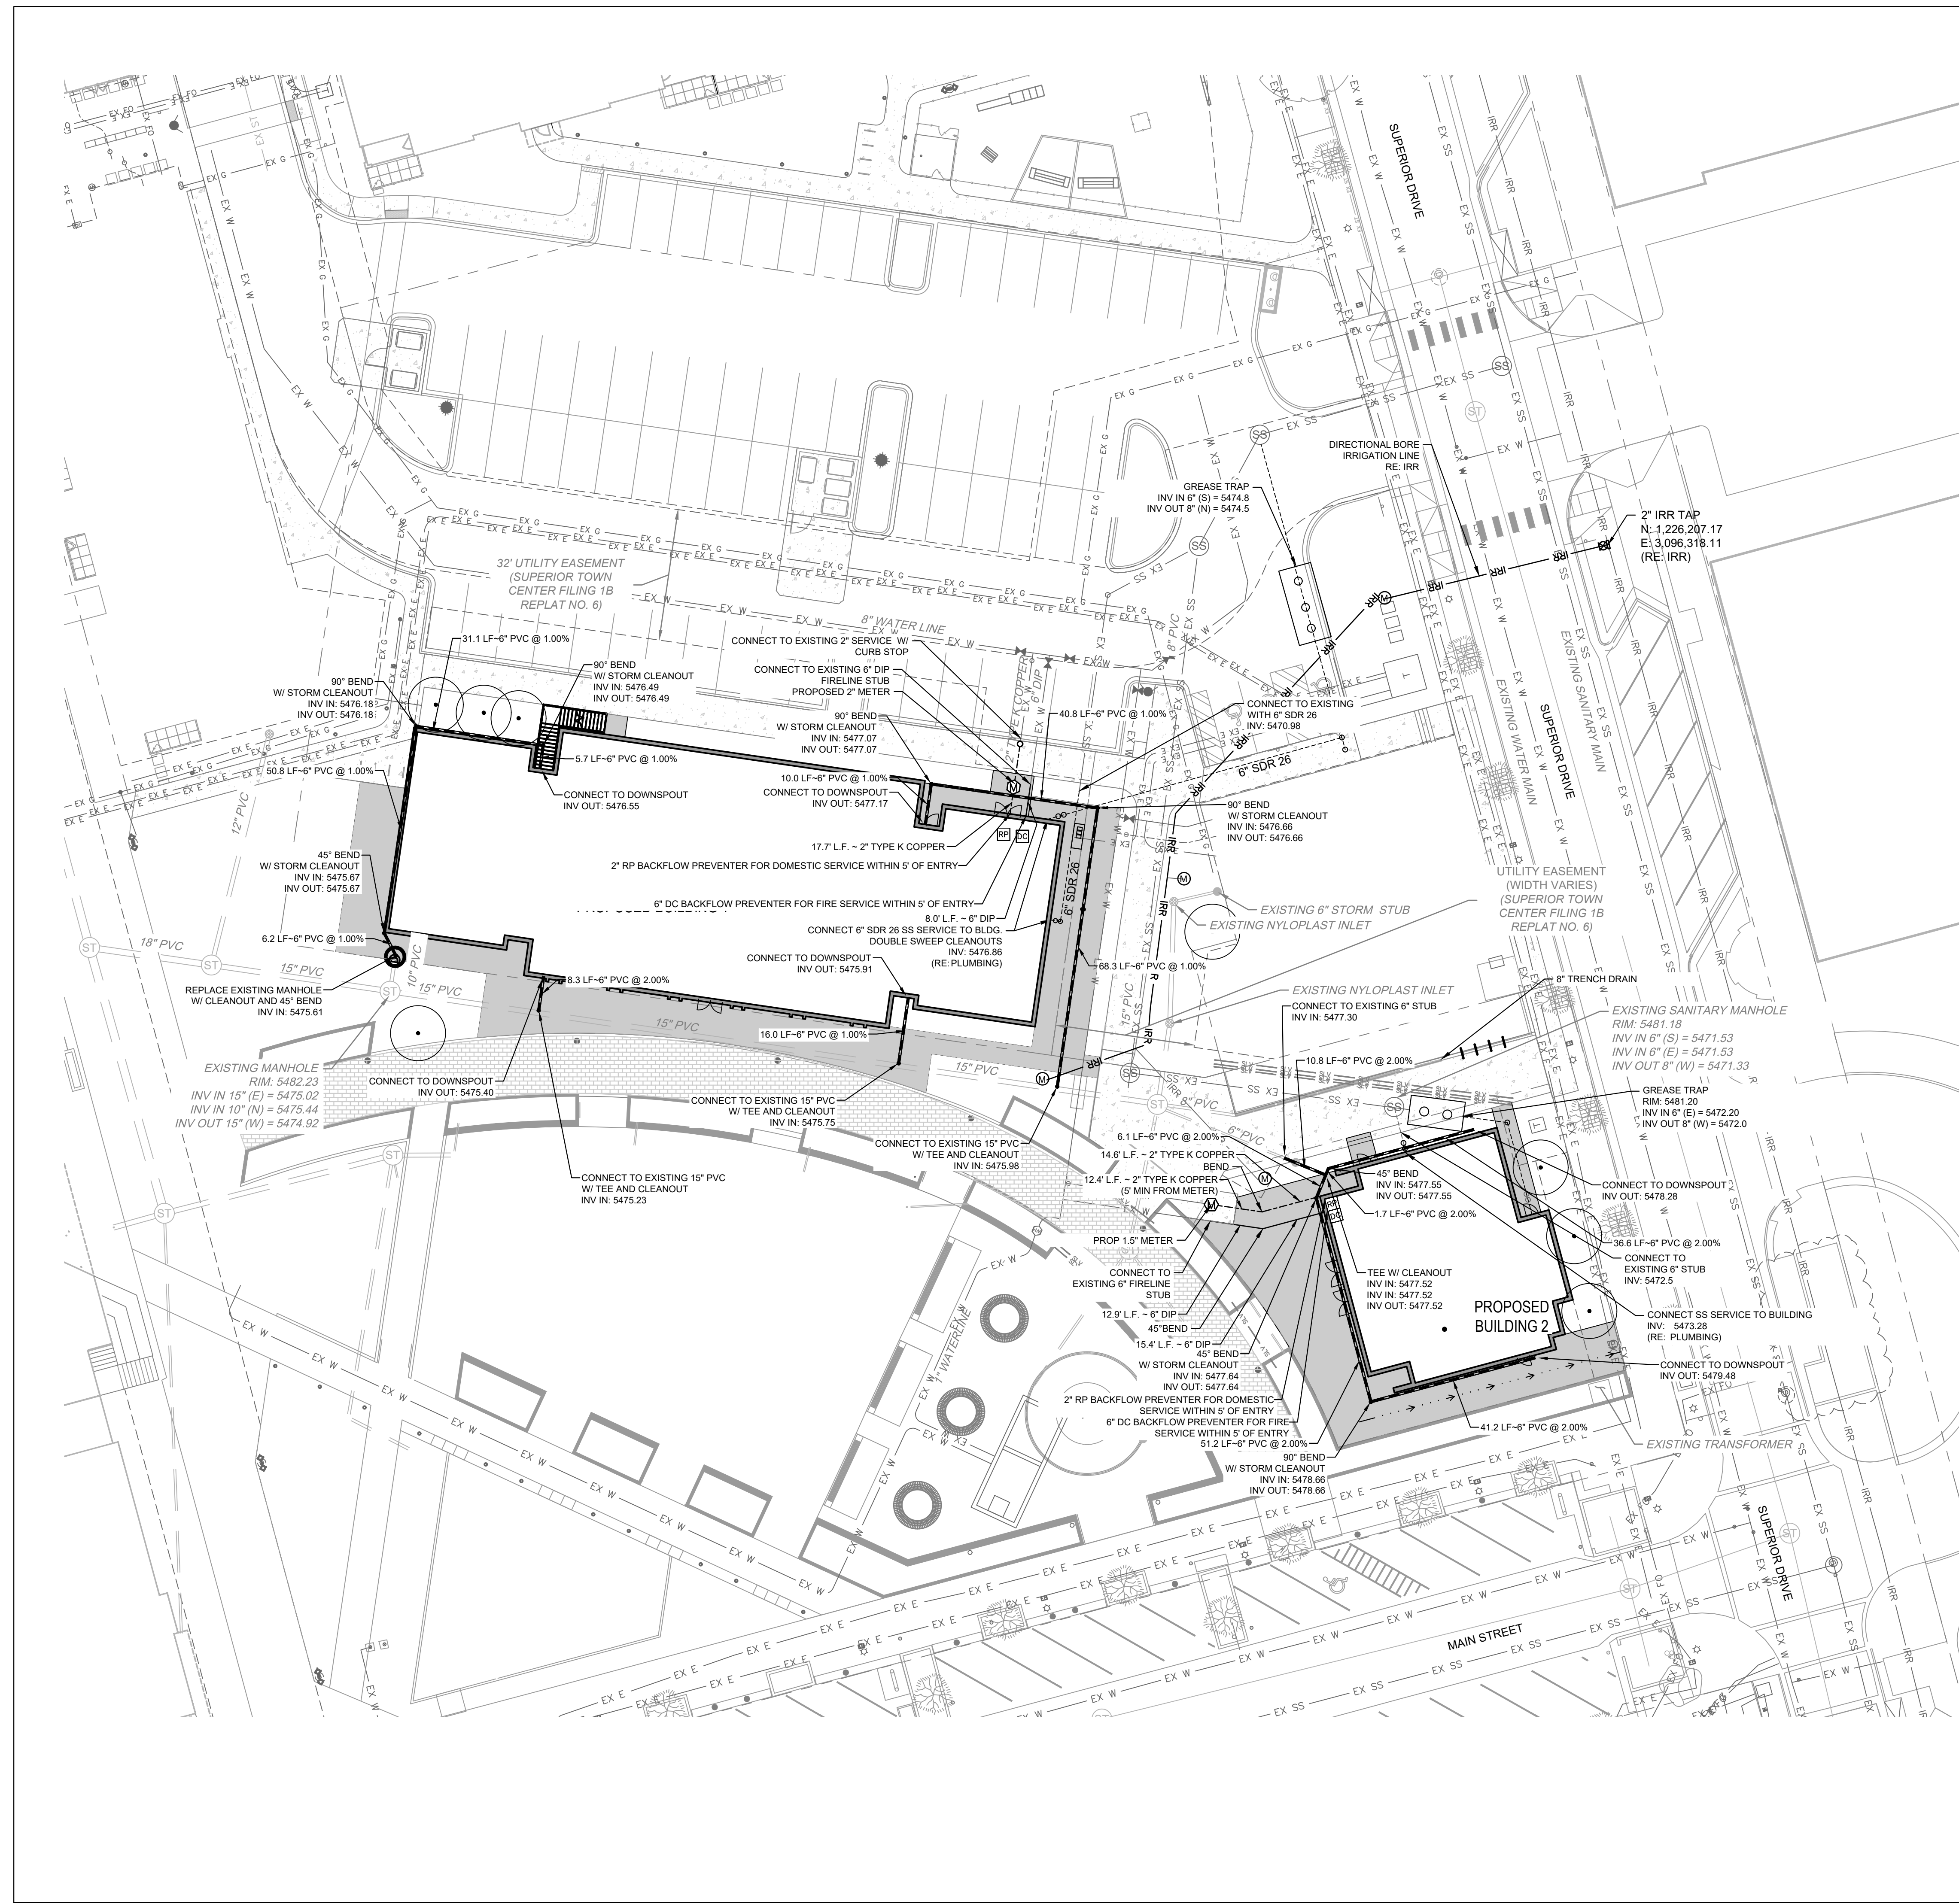 SUPERIOR DRIVE
DIRECTIONAL BORE
IRRIGATION LINE
RE: IRR
GREASE TRAP
INV IN 6" (S) = 5474.8
INV OUT 8" (N) = 5474.5
2" IRR TAP
N: 1,226,207.17
E: 3,096,318.11
(RE: IRR)
32' UTILITY EASEMENT
(SUPERIOR TOWN
CENTER FILING 1B
REPLAT NO. 6)
8" WATER LINE
8" PVC
31.1 LF~6" PVC @ 1.00%
CONNECT TO EXISTING 2" SERVICE W/
CURB STOP
CONNECT TO EXISTING 6" DIP
FIRELINE STUB
PROPOSED 2" METER
90° BEND
W/ STORM CLEANOUT
INV IN: 5476.49
INV OUT: 5476.49
90° BEND
W/ STORM CLEANOUT
INV IN: 5476.18
INV OUT: 5476.18
90° BEND
W/ STORM CLEANOUT
INV IN: 5477.07
INV OUT: 5477.07
40.8 LF~6" PVC @ 1.00%
CONNECT TO EXISTING
WITH 6" SDR 26
INV: 5470.98
6" SDR 26
EXISTING WATER MAIN
EXISTING SANITARY MAIN
SUPERIOR DRIVE
5.7 LF~6" PVC @ 1.00%
50.8 LF~6" PVC @ 1.00%
10.0 LF~6" PVC @ 1.00%
CONNECT TO DOWNSPOUT
INV OUT: 5477.17
CONNECT TO DOWNSPOUT
INV OUT: 5476.55
12" PVC
90° BEND
W/ STORM CLEANOUT
INV IN: 5476.66
INV OUT: 5476.66
RP
DC
17.7' L.F. ~ 2" TYPE K COPPER
2" RP BACKFLOW PREVENTER FOR DOMESTIC SERVICE WITHIN 5' OF ENTRY
45° BEND
W/ STORM CLEANOUT
INV IN: 5475.67
INV OUT: 5475.67
6" SDR 26
UTILITY EASEMENT
(WIDTH VARIES)
(SUPERIOR TOWN
CENTER FILING 1B
REPLAT NO. 6)
6" DC BACKFLOW PREVENTER FOR FIRE SERVICE WITHIN 5' OF ENTRY
8.0' L.F. ~ 6" DIP
CONNECT 6" SDR 26 SS SERVICE TO BLDG.
DOUBLE SWEEP CLEANOUTS
INV: 5476.86
(RE:PLUMBING)
EXISTING 6" STORM STUB
EXISTING NYLOPLAST INLET
6.2 LF~6" PVC @ 1.00%
18" PVC
15" PVC
10" PVC
15" PVC
CONNECT TO DOWNSPOUT
INV OUT: 5475.91
68.3 LF~6" PVC @ 1.00%
8.3 LF~6" PVC @ 2.00%
REPLACE EXISTING MANHOLE
W/ CLEANOUT AND 45° BEND
INV IN: 5475.61
EXISTING NYLOPLAST INLET
CONNECT TO EXISTING 6" STUB
INV IN: 5477.30
8" TRENCH DRAIN
EXISTING SANITARY MANHOLE
RIM: 5481.18
INV IN 6" (S) = 5471.53
INV IN 6" (E) = 5471.53
INV OUT 8" (W) = 5471.33
15" PVC
15" PVC
16.0 LF~6" PVC @ 1.00%
15" PVC
10.8 LF~6" PVC @ 2.00%
EXISTING MANHOLE
RIM: 5482.23
INV IN 15" (E) = 5475.02
INV IN 10" (N) = 5475.44
INV OUT 15" (W) = 5474.92
CONNECT TO DOWNSPOUT
INV OUT: 5475.40
CONNECT TO EXISTING 15" PVC
W/ TEE AND CLEANOUT
INV IN: 5475.75
8" PVC
6" PVC
GREASE TRAP
RIM: 5481.20
INV IN 6" (E) = 5472.20
INV OUT 8" (W) = 5472.0
CONNECT TO EXISTING 15" PVC
W/ TEE AND CLEANOUT
INV IN: 5475.98
6.1 LF~6" PVC @ 2.00%
14.6' L.F. ~ 2" TYPE K COPPER
BEND
12.4' L.F. ~ 2" TYPE K COPPER
(5' MIN FROM METER)
CONNECT TO EXISTING 15" PVC
W/ TEE AND CLEANOUT
INV IN: 5475.23
45° BEND
INV IN: 5477.55
INV OUT: 5477.55
1.7 LF~6" PVC @ 2.00%
CONNECT TO DOWNSPOUT
INV OUT: 5478.28
PROP 1.5" METER
36.6 LF~6" PVC @ 2.00%
CONNECT TO
EXISTING 6" STUB
INV: 5472.5
CONNECT TO
EXISTING 6" FIRELINE
STUB
TEE W/ CLEANOUT
INV IN: 5477.52
INV IN: 5477.52
INV OUT: 5477.52
PROPOSED
BUILDING 2
12.9' L.F. ~ 6" DIP
45°BEND
15.4' L.F. ~ 6" DIP
CONNECT SS SERVICE TO BUILDING
INV: 5473.28
(RE: PLUMBING)
45° BEND
W/ STORM CLEANOUT
INV IN: 5477.64
INV OUT: 5477.64
CONNECT TO DOWNSPOUT
INV OUT: 5479.48
2" RP BACKFLOW PREVENTER FOR DOMESTIC
SERVICE WITHIN 5' OF ENTRY
6" DC BACKFLOW PREVENTER FOR FIRE
SERVICE WITHIN 5' OF ENTRY
51.2 LF~6" PVC @ 2.00%
41.2 LF~6" PVC @ 2.00%
EXISTING TRANSFORMER
90° BEND
W/ STORM CLEANOUT
INV IN: 5478.66
INV OUT: 5478.66
SUPERIOR DRIVE
MAIN STREET